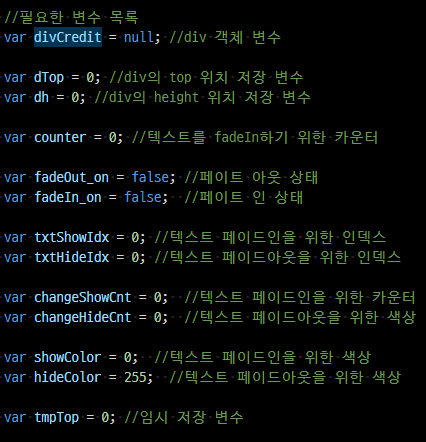 //필요한 변수 목록
var divCredit = null; //div 객체 변수
var dTop = 0; //div의 top 위치 저장 변수
var dh = 0; //div의 height 위치 저장 변수
var counter = 0; //텍스트를 fadeIn하기 위한 카운터
var fadeOut_on = false; //페이트 아웃 상태
var fadeIn_on = false; //페이트 인 상태
var txtShowIdx = 0; //텍스트 페이드인을 위한 인덱스
var txtHideIdx = 0; //텍스트 페이드아웃을 위한 인덱스
var changeShowCnt = 0; //텍스트 페이드인을 위한 카운터
var changeHideCnt = 0; //텍스트 페이드아웃을 위한 색상
var showColor = 0; //텍스트 페이드인을 위한 색상
var hideColor = 255; //텍스트 페이드아웃을 위한 색상
var tmpTop = 0; //임시 저장 변수